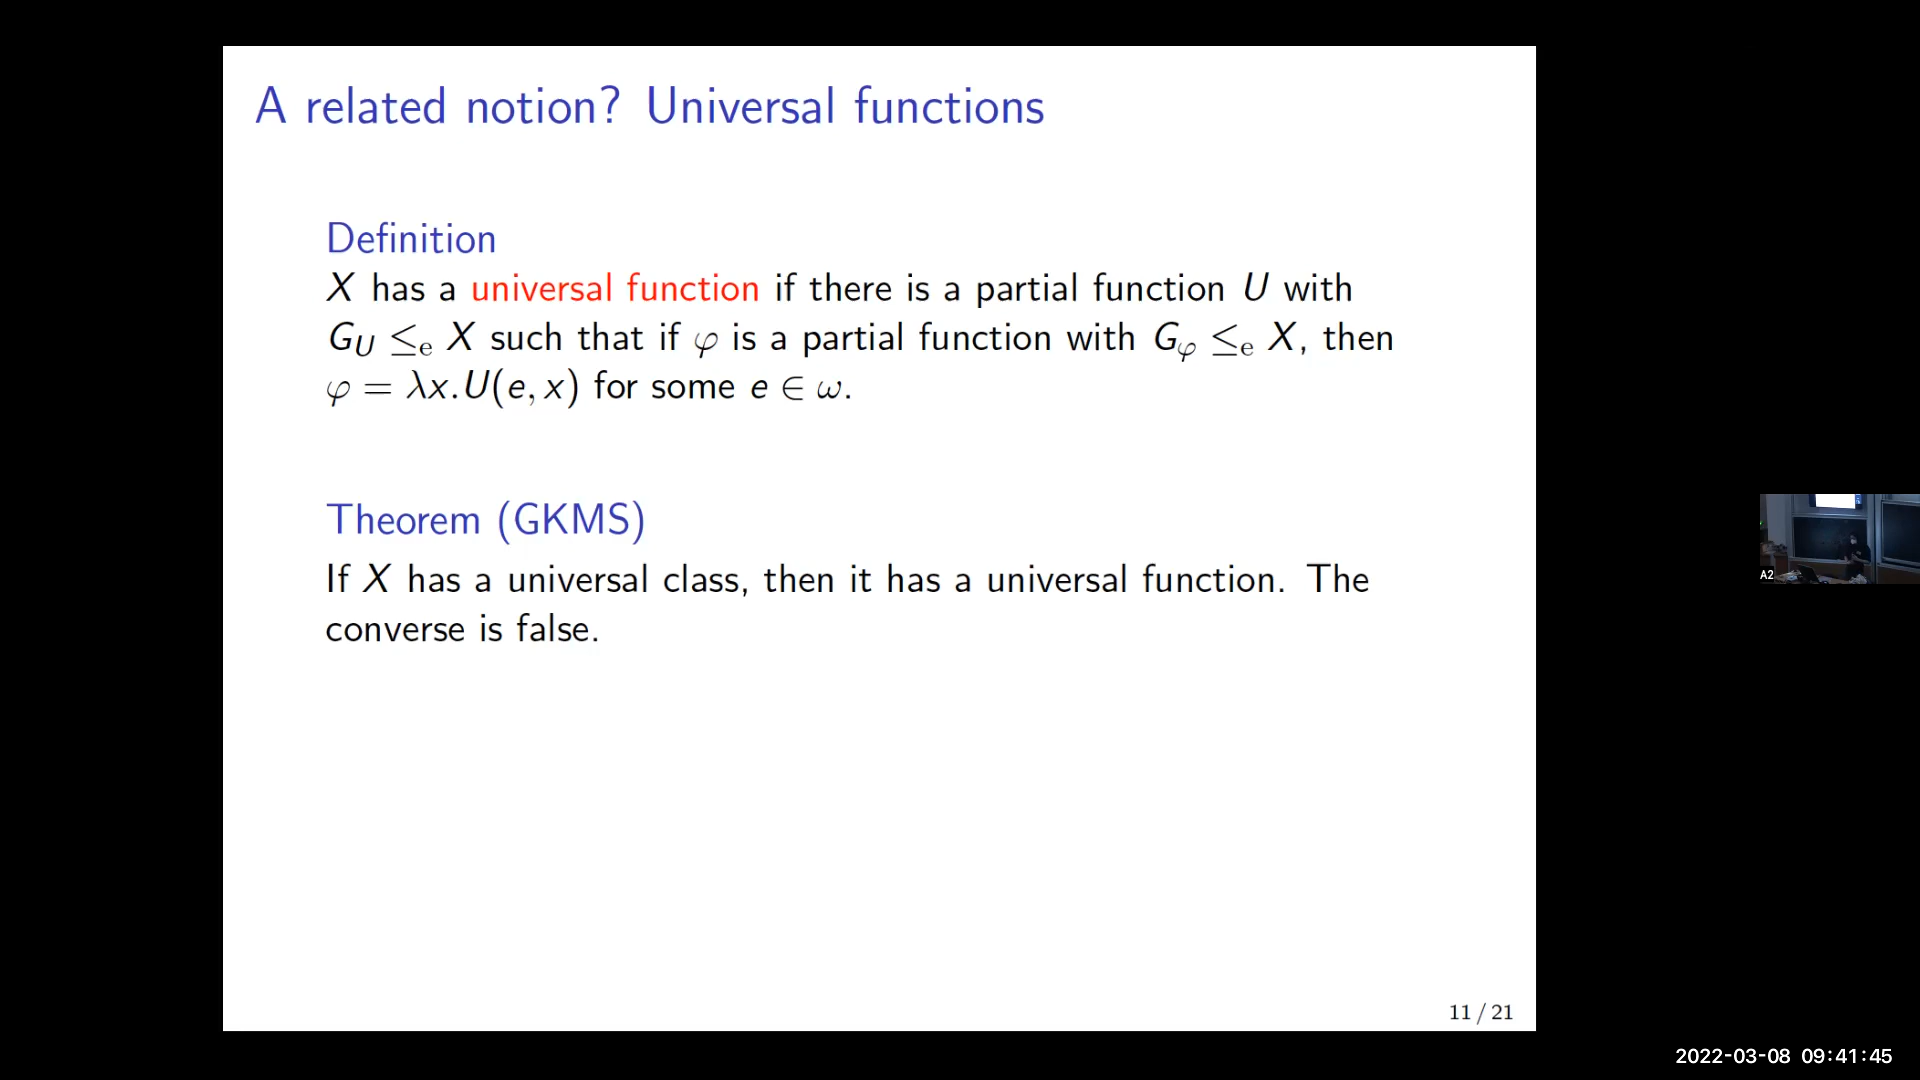 A related notion? Universal functions
Definition
X has a universal function if there is a partial function U with
G_U ≤_e X such that if φ is a partial function with G_φ ≤_e X, then
φ = λx.U(e, x) for some e ∈ ω.
Theorem (GKMS)
If X has a universal class, then it has a universal function. The
converse is false.
A2
11 / 21
2022-03-08 09:41:45